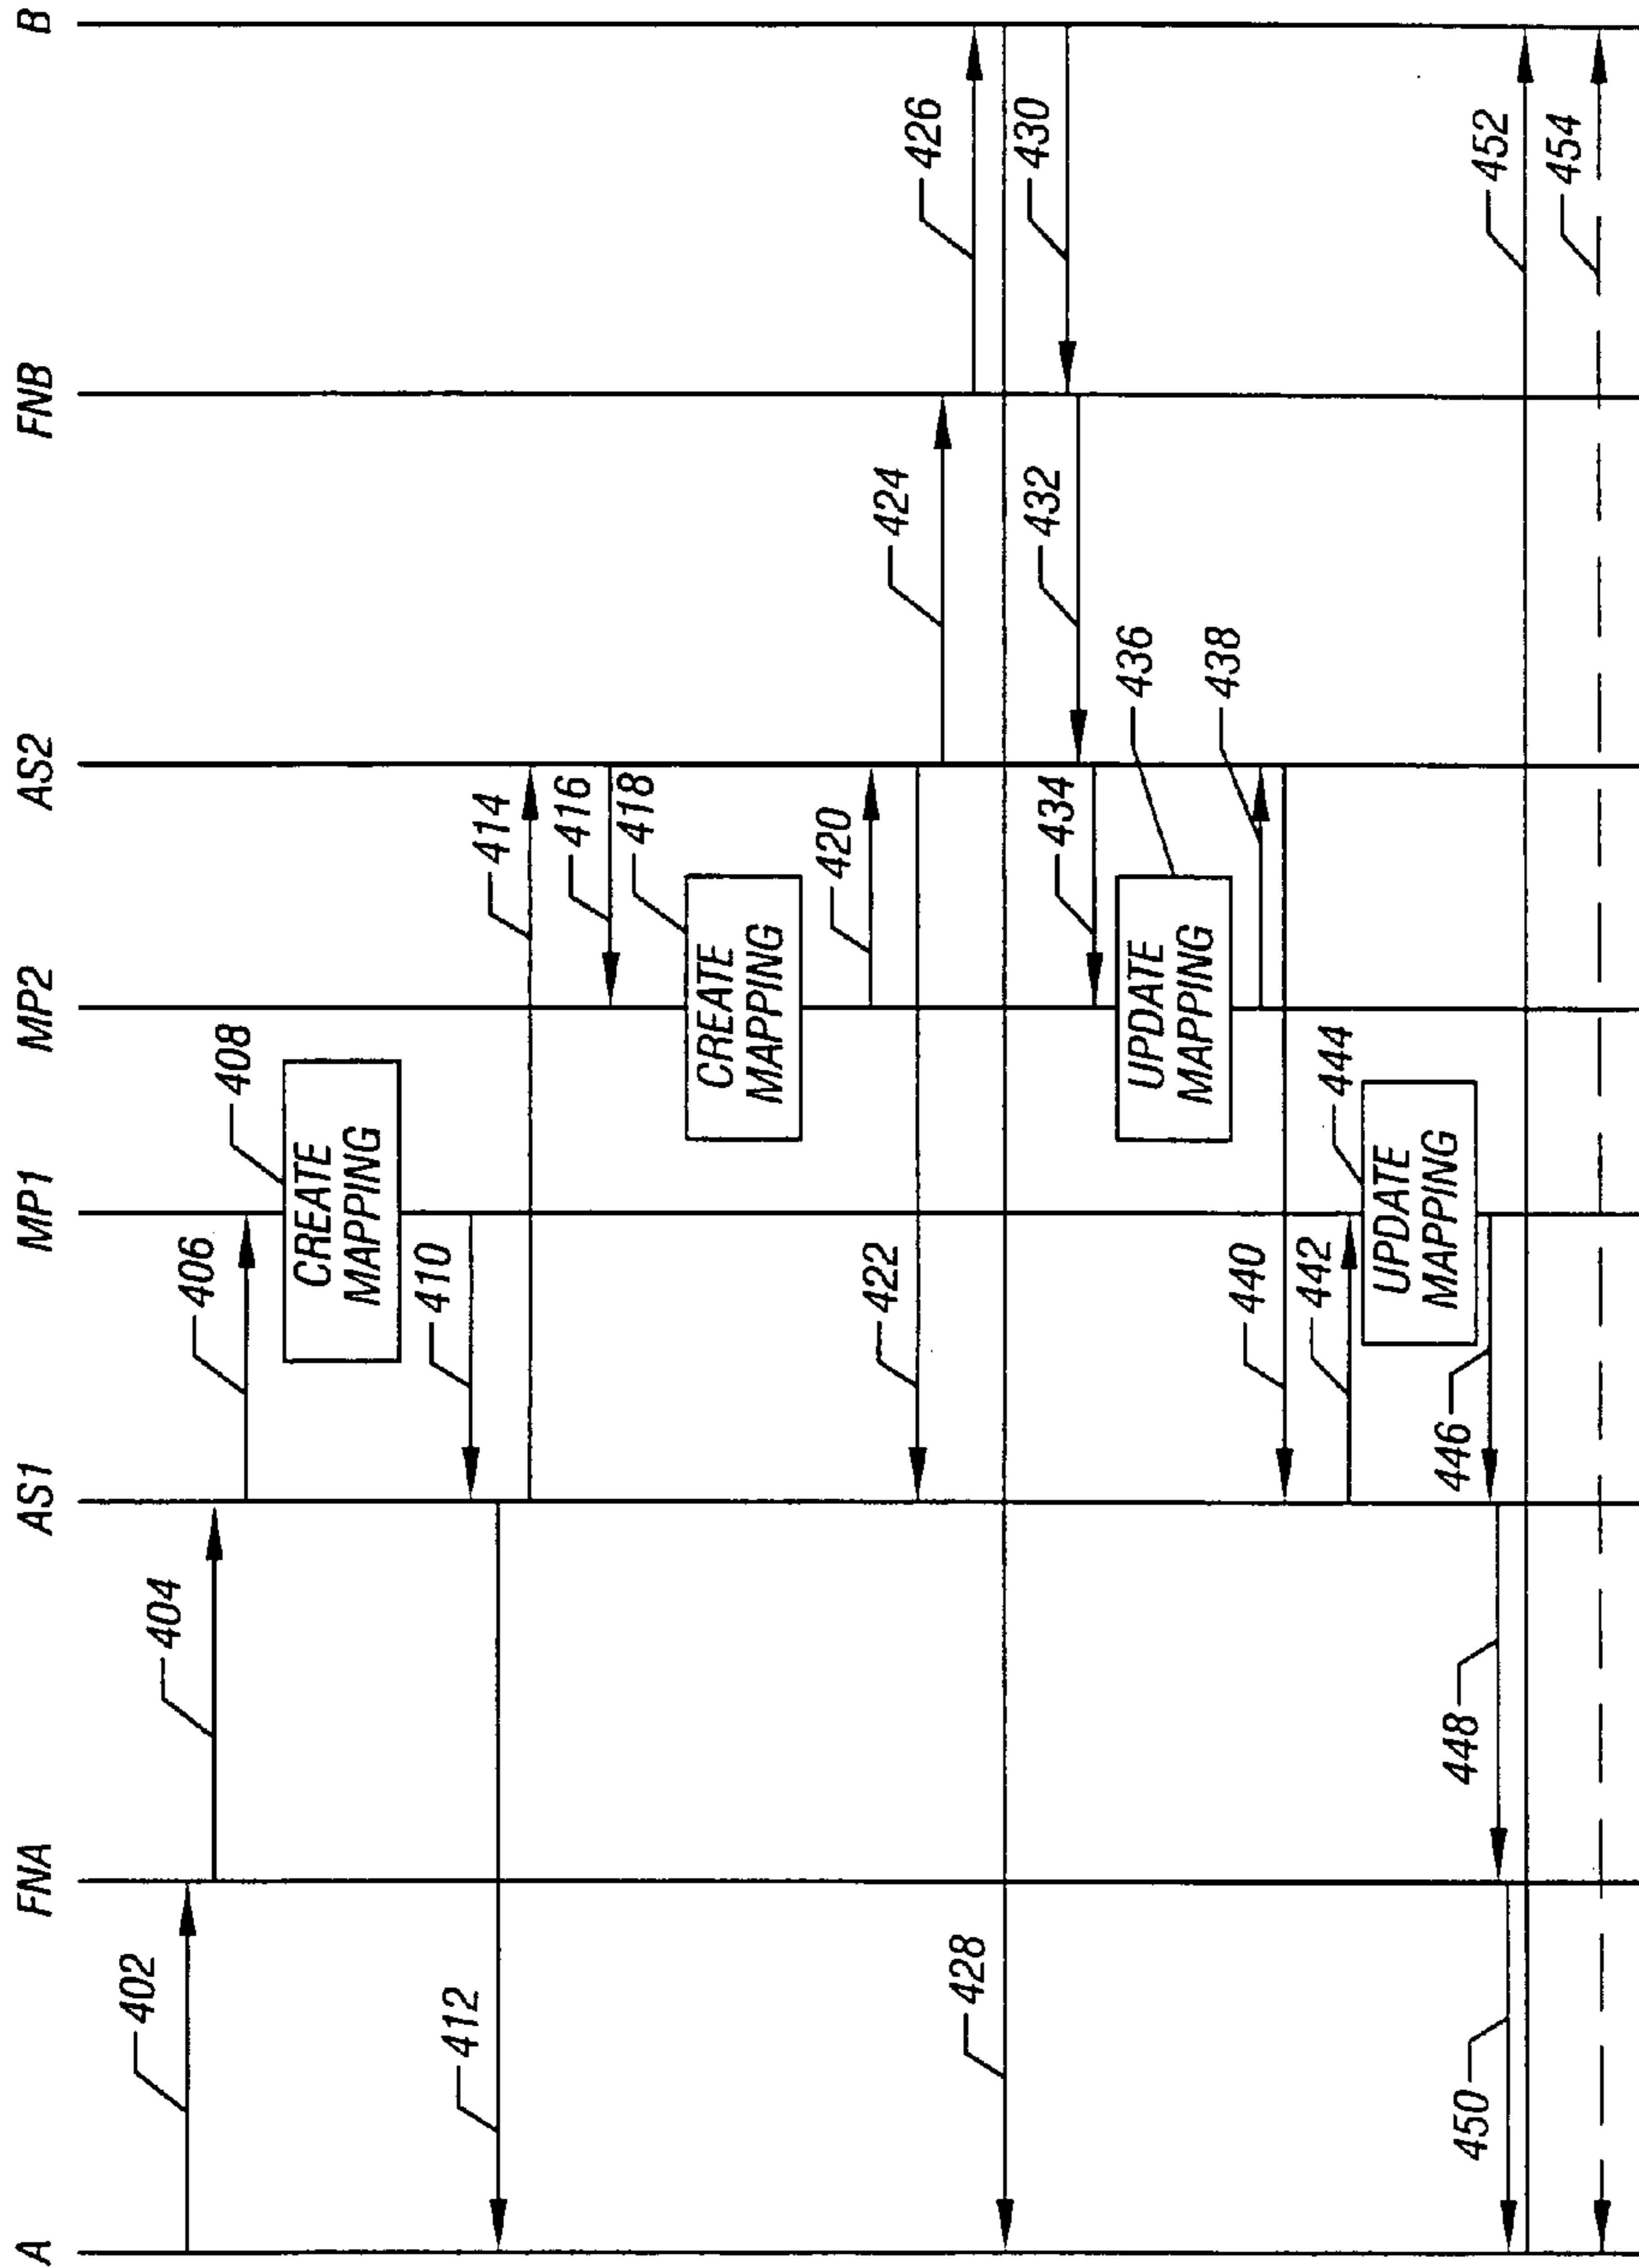 A
FNA
AS1
MP1
MP2
AS2
FNB
B
402
404
406
408
CREATE
MAPPING
410
412
414
416
418
CREATE
MAPPING
420
422
424
426
428
430
432
434
436
UPDATE
MAPPING
438
440
442
444
UPDATE
MAPPING
446
448
450
452
454